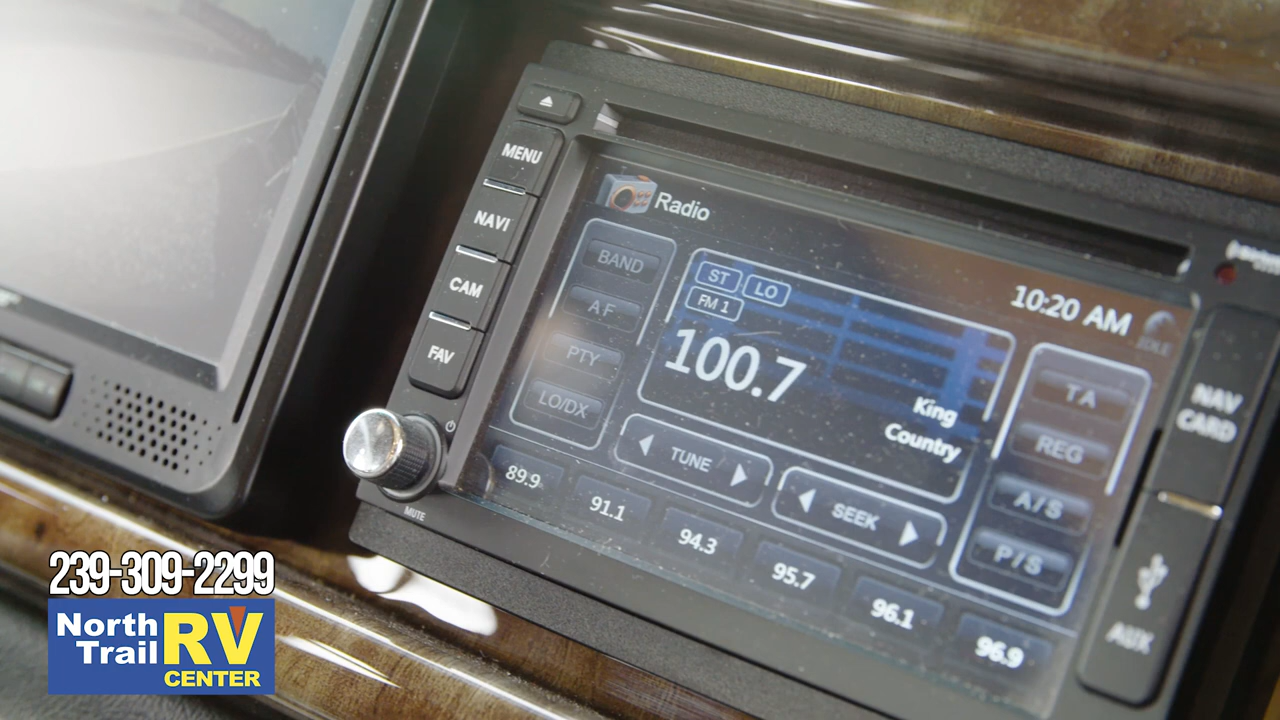 MENU
NAVI
CAM
FAV
MUTE
Radio
10:20 AM
IDLE
BAND
AF
PTY
LO/DX
ST LO
FM 1
100.7
King
Country
TUNE
SEEK
TA
REG
A/S
P/S
89.9
91.1
94.3
95.7
96.1
96.9
NAV
CARD
AUX
239-309-2299
North
Trail
RV
CENTER